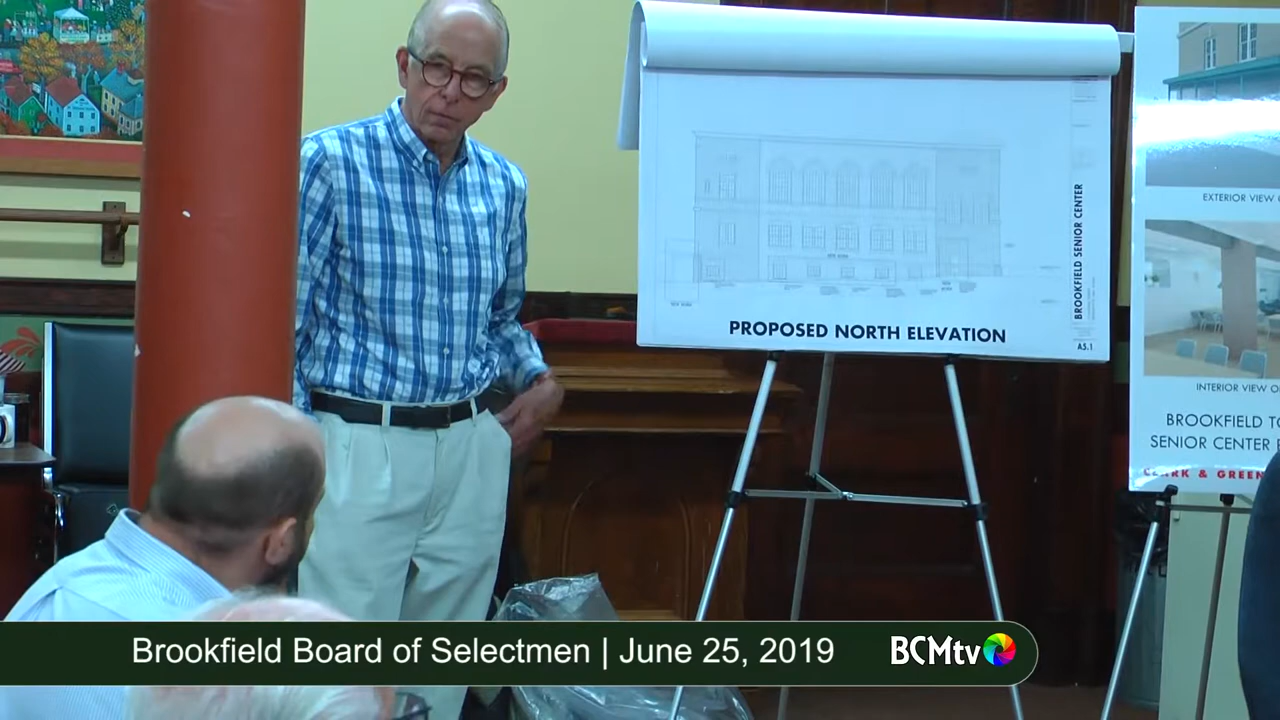 BROOKFIELD SENIOR CENTER
A5.1
PROPOSED NORTH ELEVATION
EXTERIOR VIEW
INTERIOR VIEW
BROOKFIELD
SENIOR CENTER
CLARK & GREEN
Brookfield Board of Selectmen | June 25, 2019
BCMtv